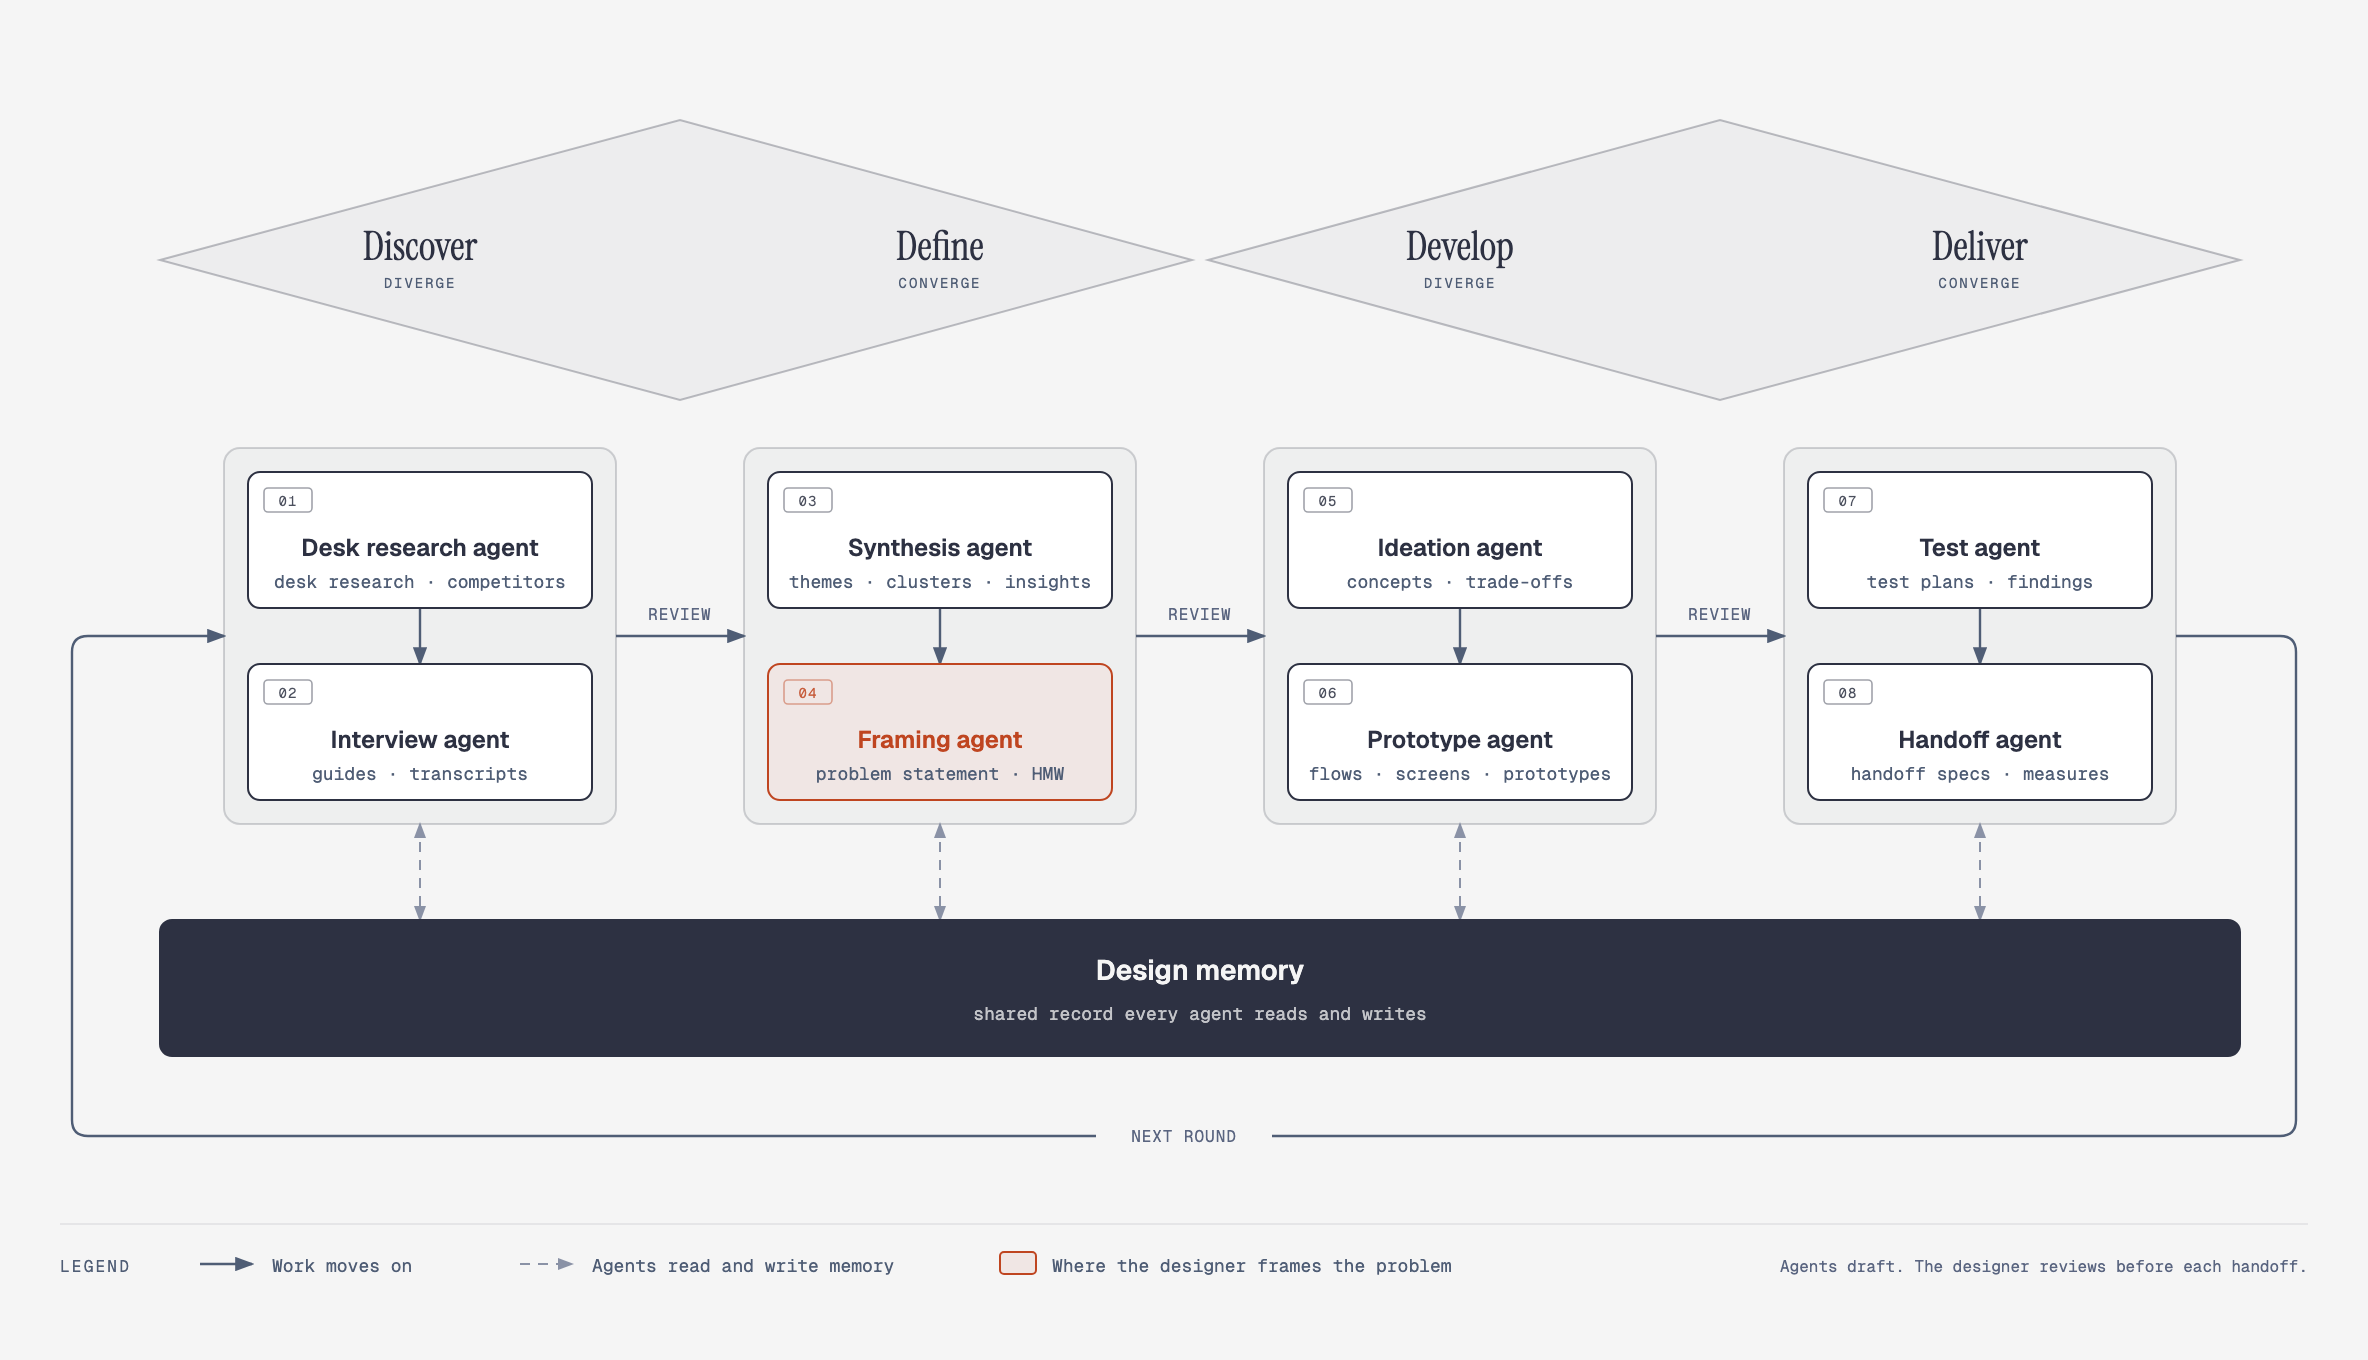 Discover
DIVERGE
Define
CONVERGE
Develop
DIVERGE
Deliver
CONVERGE
01
Desk research agent
desk research · competitors
02
Interview agent
guides · transcripts
REVIEW
03
Synthesis agent
themes · clusters · insights
04
Framing agent
problem statement · HMW
REVIEW
05
Ideation agent
concepts · trade-offs
06
Prototype agent
flows · screens · prototypes
REVIEW
07
Test agent
test plans · findings
08
Handoff agent
handoff specs · measures
Design memory
shared record every agent reads and writes
NEXT ROUND
LEGEND
Work moves on
Agents read and write memory
Where the designer frames the problem
Agents draft. The designer reviews before each handoff.